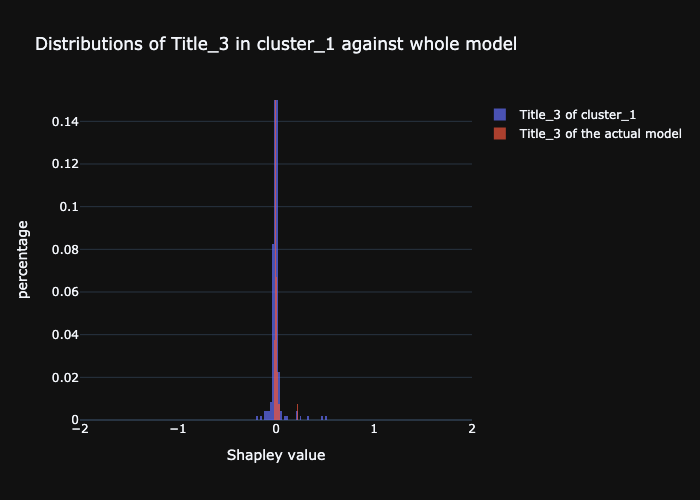 Distributions of Title_3 in cluster_1 against whole model
Title_3 of cluster_1
Title_3 of the actual model
percentage
0.14
0.12
0.1
0.08
0.06
0.04
0.02
0
−2
−1
0
1
2
Shapley value